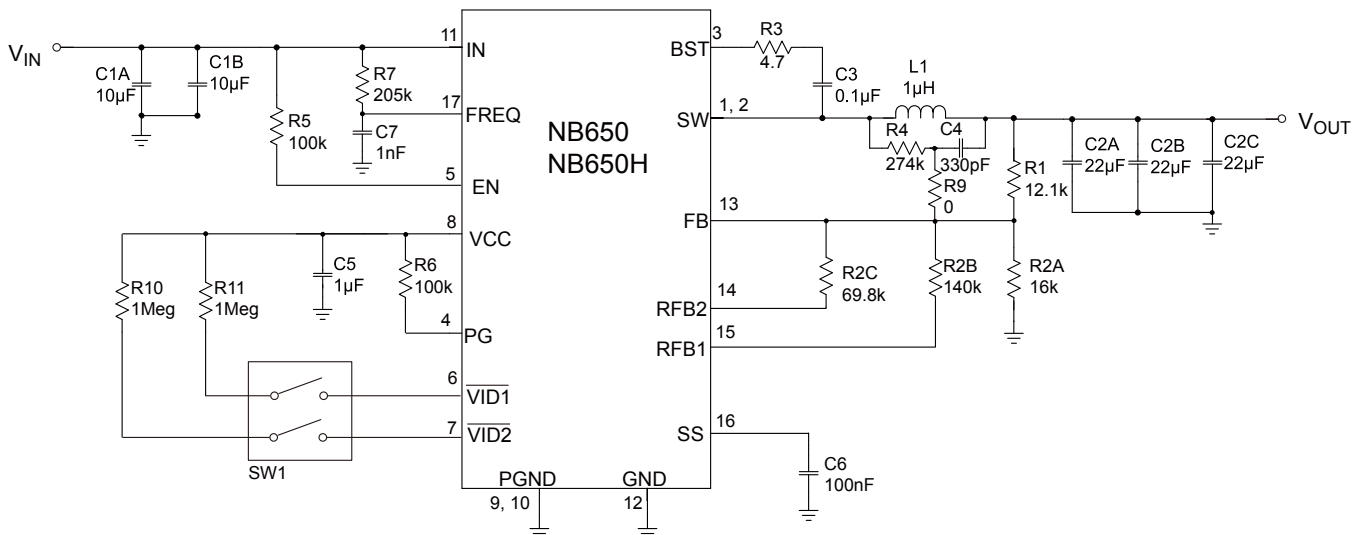 V_IN
C1A
10µF
C1B
10µF
R5
100k
R7
205k
C7
1nF
11
IN
17
FREQ
5
EN
8
VCC
R10
1Meg
R11
1Meg
C5
1µF
R6
100k
4
PG
6
VID1
7
VID2
SW1
NB650
NB650H
PGND
9, 10
GND
12
3
BST
R3
4.7
C3
0.1µF
1, 2
SW
L1
1µH
R4
274k
C4
330pF
R9
0
R1
12.1k
C2A
22µF
C2B
22µF
C2C
22µF
V_OUT
13
FB
R2C
69.8k
R2B
140k
R2A
16k
14
RFB2
15
RFB1
16
SS
C6
100nF